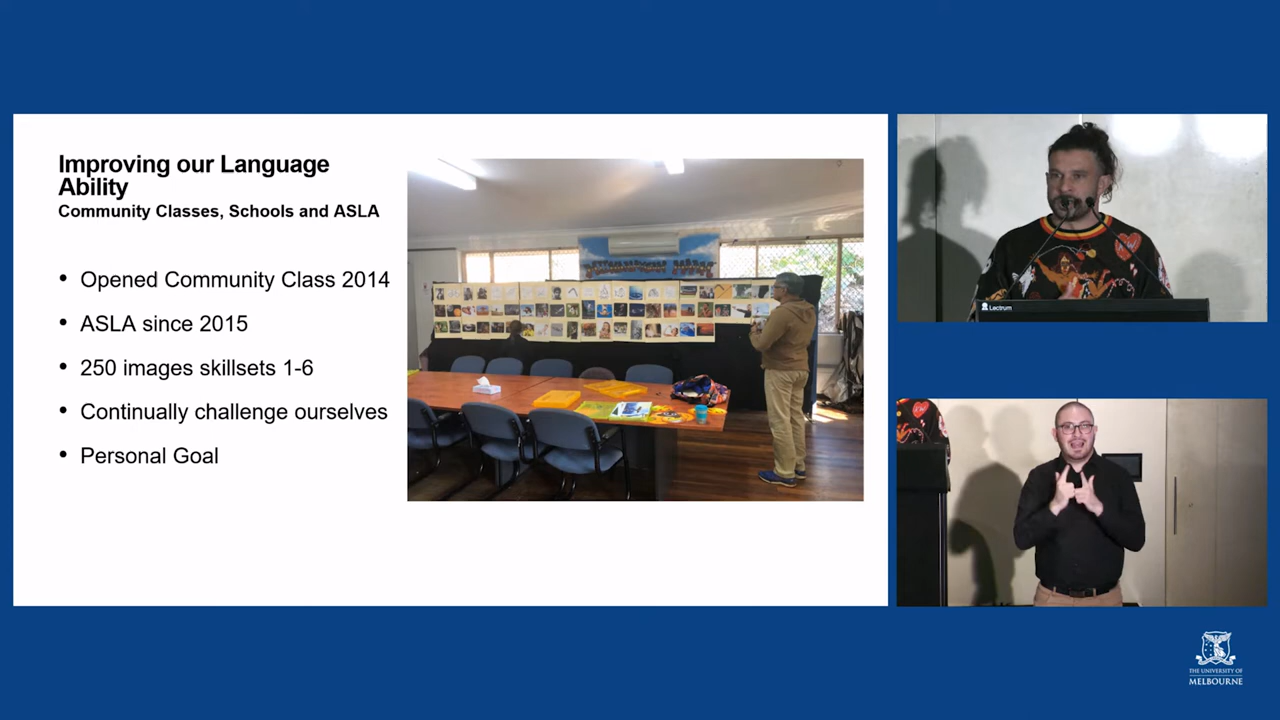 Improving our Language
Ability
Community Classes, Schools and ASLA
• Opened Community Class 2014
• ASLA since 2015
• 250 images skillsets 1-6
• Continually challenge ourselves
• Personal Goal
Lectrum
THE UNIVERSITY OF
MELBOURNE